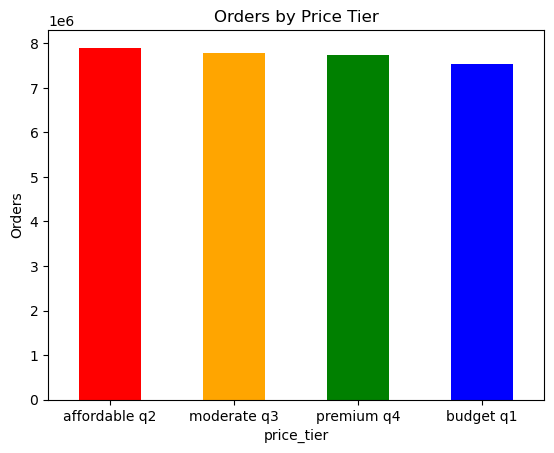 Orders by Price Tier
1e6
8
7
6
5
4
3
2
1
0
Orders
affordable q2 moderate q3 premium q4 budget q1
price_tier